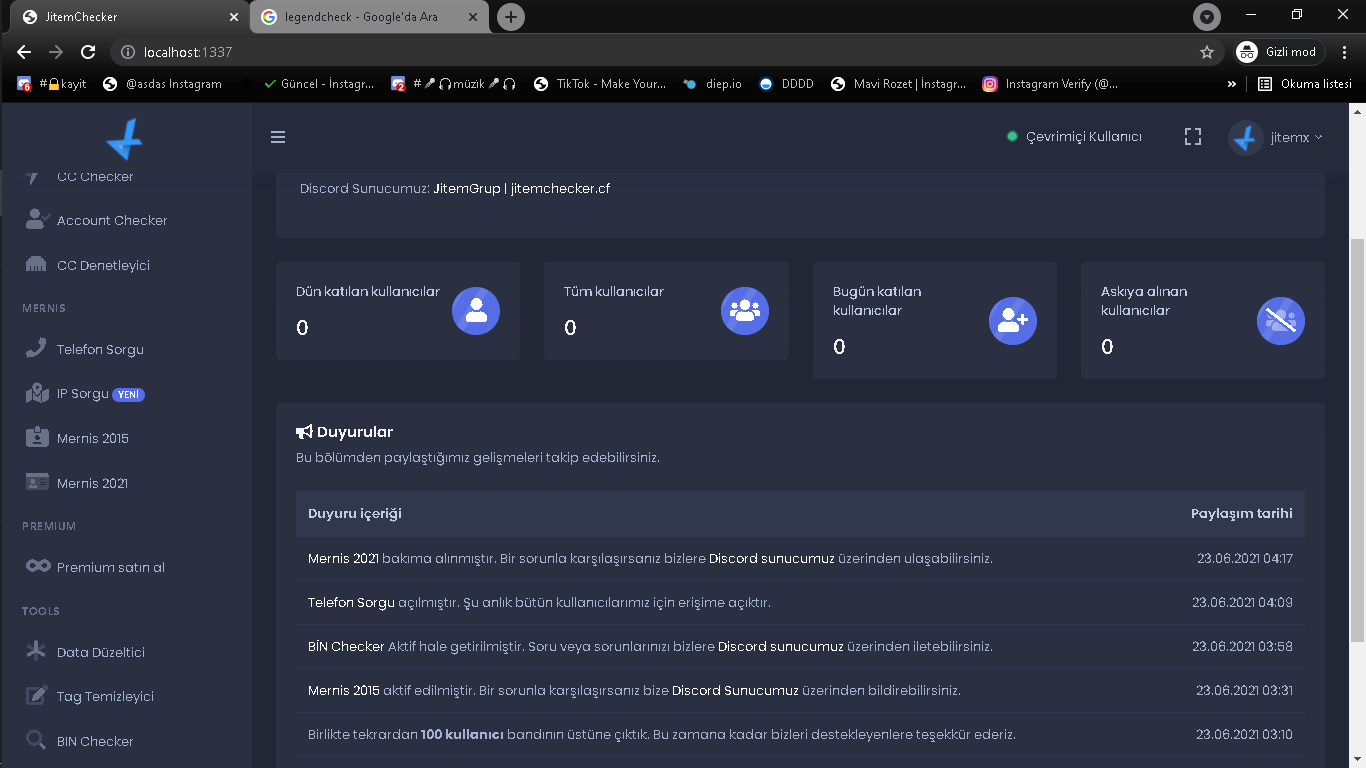 JitemChecker
legendcheck - Google'da Ara
localhost:1337
Gizli mod
#🔒kayit
@asdas Instagram
Güncel - İnstagr...
#🎤🎧müzik🎤🎧
TikTok - Make Your...
diep.io
DDDD
Mavi Rozet | İnstagr...
Instagram Verify (@...
»
Okuma listesi
Çevrimiçi Kullanıcı
jitemx
CC Checker
Account Checker
CC Denetleyici
MERNIS
Telefon Sorgu
IP Sorgu YENİ
Mernis 2015
Mernis 2021
PREMIUM
Premium satın al
TOOLS
Data Düzeltici
Tag Temizleyici
BIN Checker
Discord Sunucumuz: JitemGrup | jitemchecker.cf
Dün katılan kullanıcılar
0
Tüm kullanıcılar
0
Bugün katılan
kullanıcılar
0
Askıya alınan
kullanıcılar
0
Duyurular
Bu bölümden paylaştığımız gelişmeleri takip edebilirsiniz.
Duyuru içeriği Paylaşım tarihi
Mernis 2021 bakıma alınmıştır. Bir sorunla karşılaşırsanız bizlere Discord sunucumuz üzerinden ulaşabilirsiniz. 23.06.2021 04:17
Telefon Sorgu açılmıştır. Şu anlık bütün kullanıcılarımız için erişime açıktır. 23.06.2021 04:09
BİN Checker Aktif hale getirilmiştir. Soru veya sorunlarınızı bizlere Discord sunucumuz üzerinden iletebilirsiniz. 23.06.2021 03:58
Mernis 2015 aktif edilmiştir. Bir sorunla karşılaşırsanız bize Discord Sunucumuz üzerinden bildirebilirsiniz. 23.06.2021 03:31
Birlikte tekrardan 100 kullanıcı bandının üstüne çıktık. Bu zamana kadar bizleri destekleyenlere teşekkür ederiz. 23.06.2021 03:10